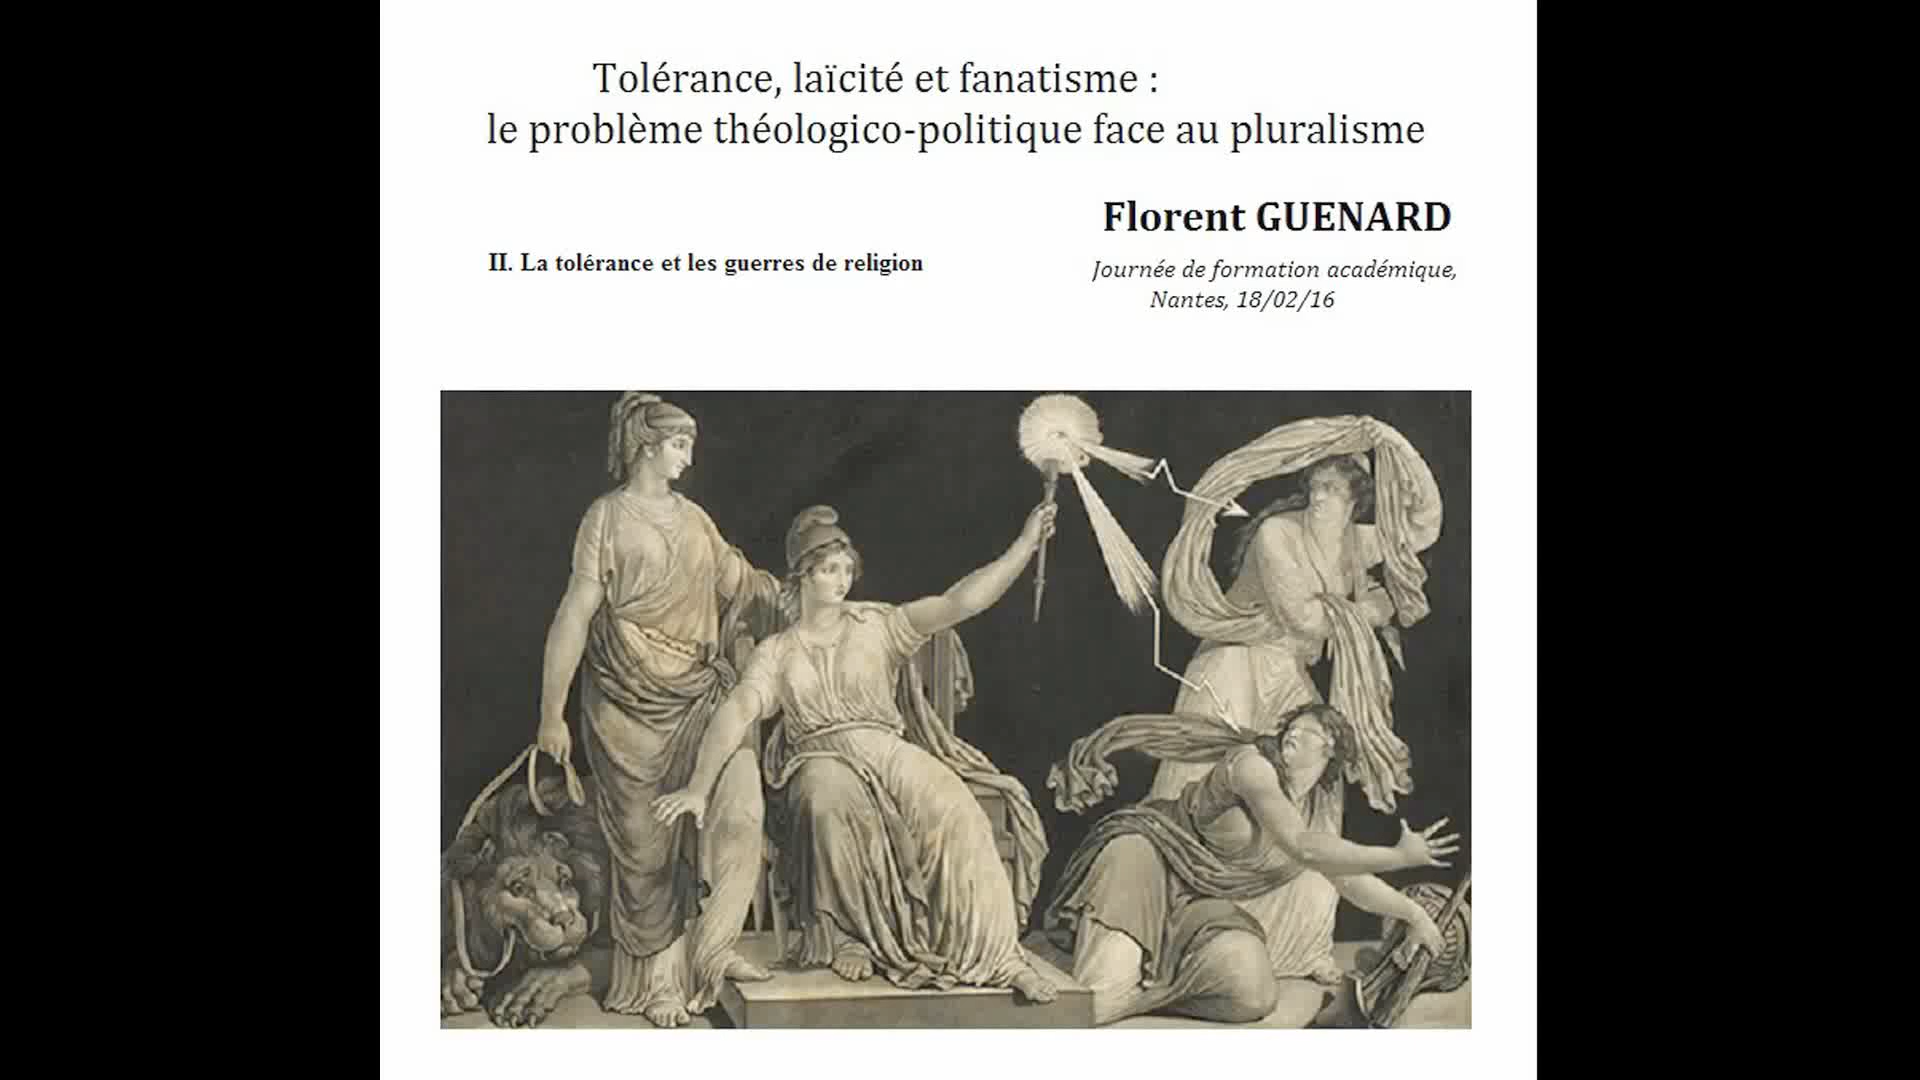 Tolérance, laïcité et fanatisme :
le problème théologico-politique face au pluralisme
Florent GUENARD
II. La tolérance et les guerres de religion
Journée de formation académique,
Nantes, 18/02/16